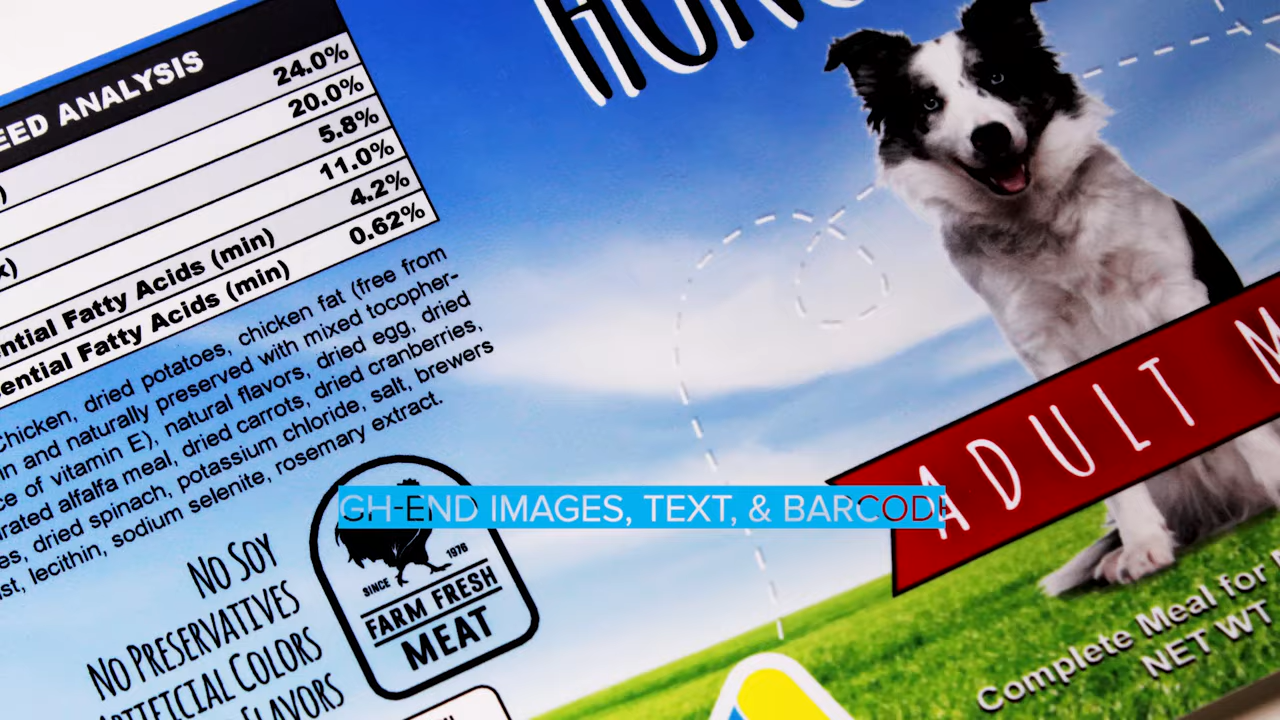 EED ANALYSIS
24.0%
20.0%
5.8%
11.0%
ntial Fatty Acids (min) 4.2%
sential Fatty Acids (min) 0.62%
Chicken, dried potatoes, chicken fat (free from
in and naturally preserved with mixed tocopher-
ce of vitamin E), natural flavors, dried egg, dried
rated alfalfa meal, dried carrots, dried cranberries,
es, dried spinach, potassium chloride, salt, brewers
st, lecithin, sodium selenite, rosemary extract.
NO SOY
NO PRESERVATIVES
ARTIFICIAL COLORS
FLAVORS
SINCE 1976
FARM FRESH
MEAT
GH-END IMAGES, TEXT, & BARCODE
ADULT M
Complete Meal for
NET WT